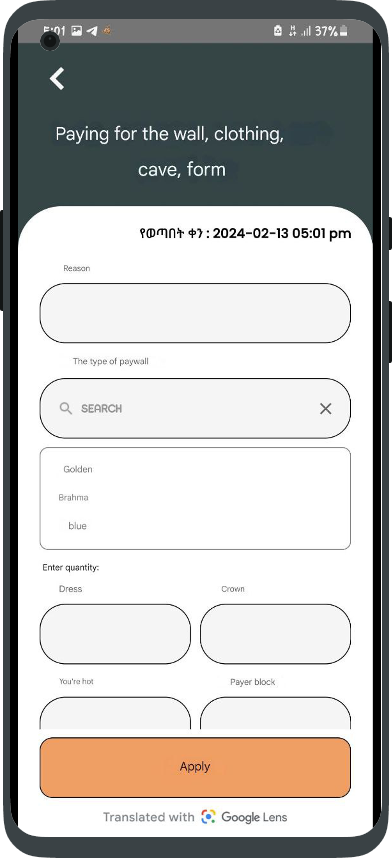 5:01
37%
Paying for the wall, clothing,
cave, form
የወጣበት ቀን : 2024-02-13 05:01 pm
Reason
The type of paywall
SEARCH
Golden
Brahma
blue
Enter quantity:
Dress Crown
You're hot Payer block
Apply
Translated with Google Lens